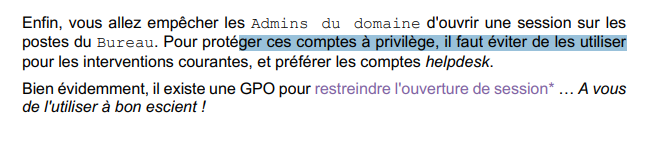 Enfin, vous allez empêcher les Admins du domaine d'ouvrir une session sur les
postes du Bureau. Pour protéger ces comptes à privilège, il faut éviter de les utiliser
pour les interventions courantes, et préférer les comptes helpdesk.
Bien évidemment, il existe une GPO pour restreindre l'ouverture de session* … A vous
de l'utiliser à bon escient !